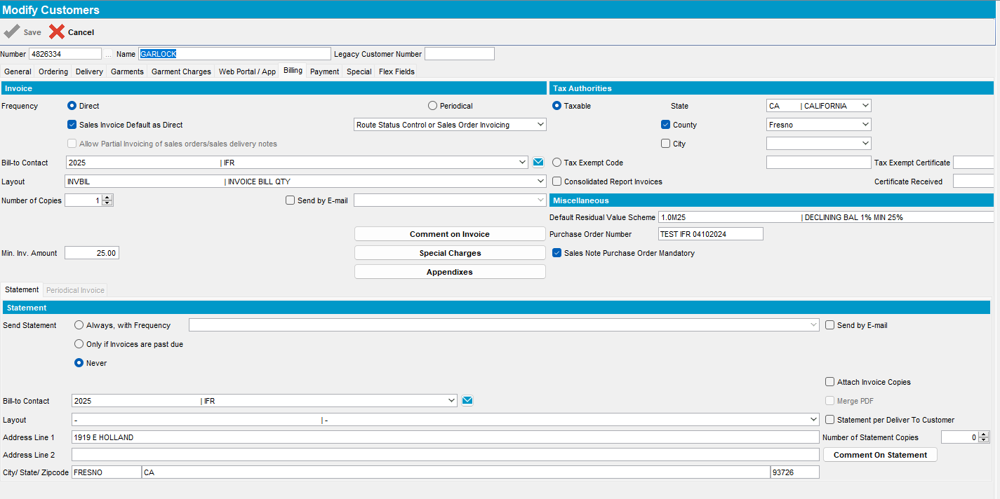 Modify Customers
Save Cancel
Number 4826334 ... Name GARLOCK Legacy Customer Number
General Ordering Delivery Garments Garment Charges Web Portal / App Billing Payment Special Flex Fields
Invoice
Frequency Direct Periodical
Sales Invoice Default as Direct Route Status Control or Sales Order Invoicing
Allow Partial Invoicing of sales orders/sales delivery notes
Bill-to Contact 2025 | IFR
Layout INVBIL | INVOICE BILL QTY
Number of Copies 1 Send by E-mail
Comment on Invoice
Min. Inv. Amount 25.00 Special Charges
Appendixes
Tax Authorities
Taxable State CA | CALIFORNIA
County Fresno
City
Tax Exempt Code Tax Exempt Certificate
Consolidated Report Invoices Certificate Received
Miscellaneous
Default Residual Value Scheme 1.0M25 | DECLINING BAL 1% MIN 25%
Purchase Order Number TEST IFR 04102024
Sales Note Purchase Order Mandatory
Statement Periodical Invoice
Statement
Send Statement Always, with Frequency Send by E-mail
Only if Invoices are past due
Never
Attach Invoice Copies
Bill-to Contact 2025 | IFR Merge PDF
Layout - | - Statement per Deliver To Customer
Address Line 1 1919 E HOLLAND Number of Statement Copies 0
Address Line 2 Comment On Statement
City/ State/ Zipcode FRESNO CA 93726